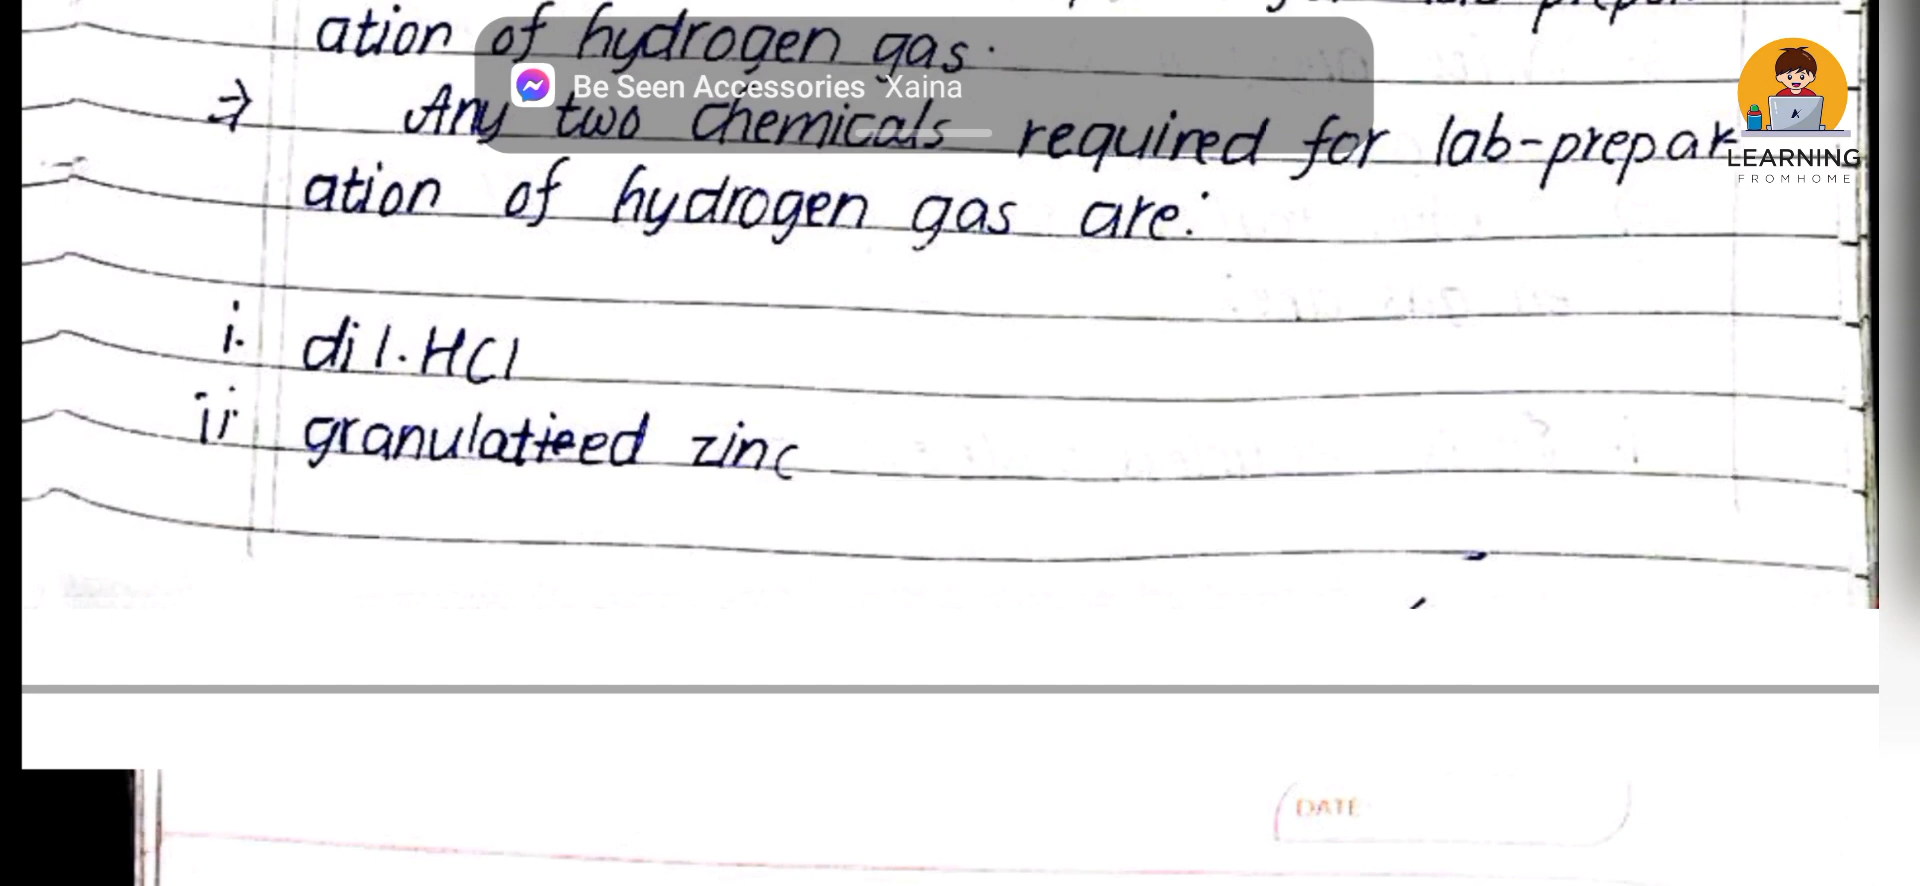 ation of hydrogen gas.
Be Seen Accessories Xaina
⇒ Any two chemicals required for lab-prepar-
LEARNING
FROMHOME
ation of hydrogen gas are:
i. dil. HCl
ii granulatieed zinc
DATE